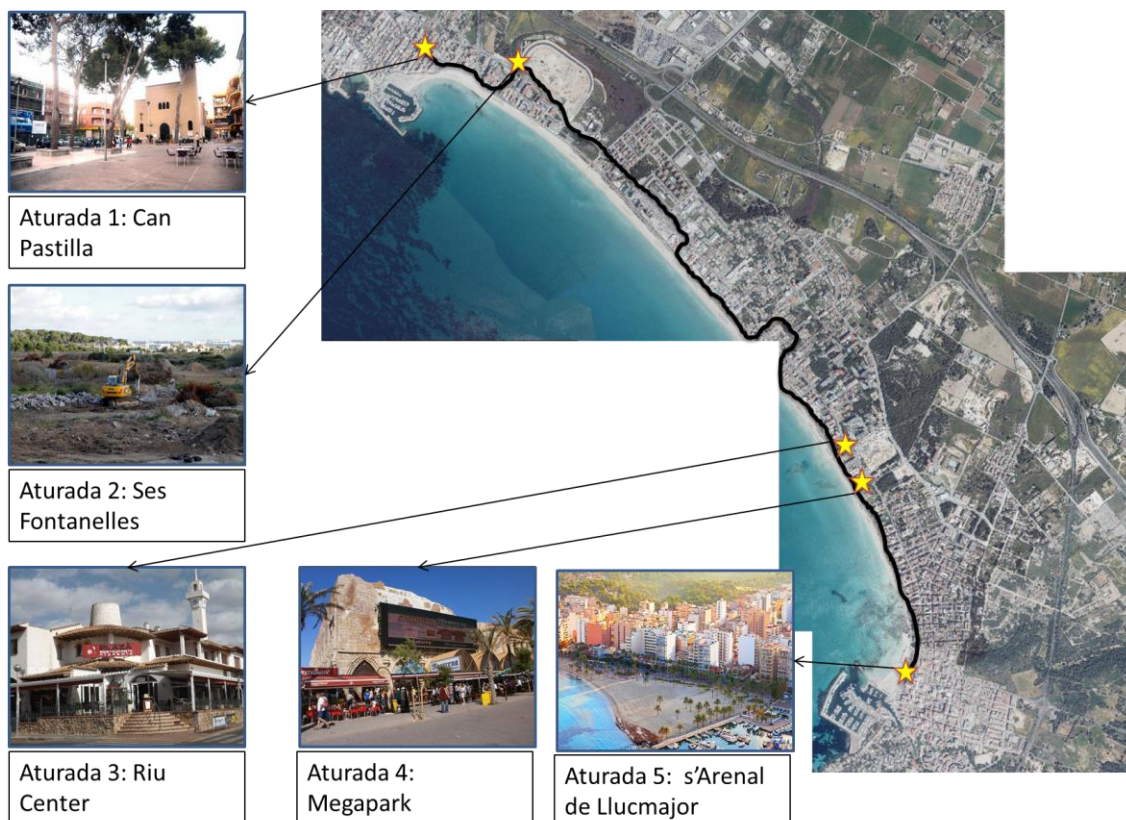 Aturada 1: Can
Pastilla
Aturada 2: Ses
Fontanelles
Aturada 3: Riu
Center
Aturada 4:
Megapark
Aturada 5: s’Arenal
de Llucmajor